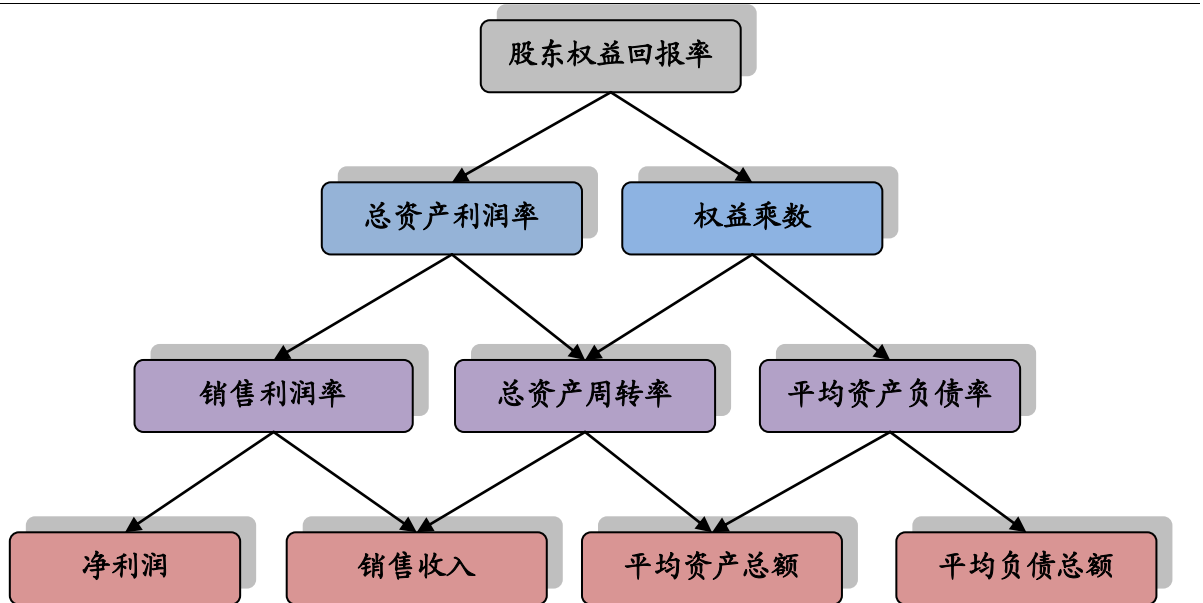 股东权益回报率
总资产利润率
权益乘数
销售利润率
总资产周转率
平均资产负债率
净利润
销售收入
平均资产总额
平均负债总额